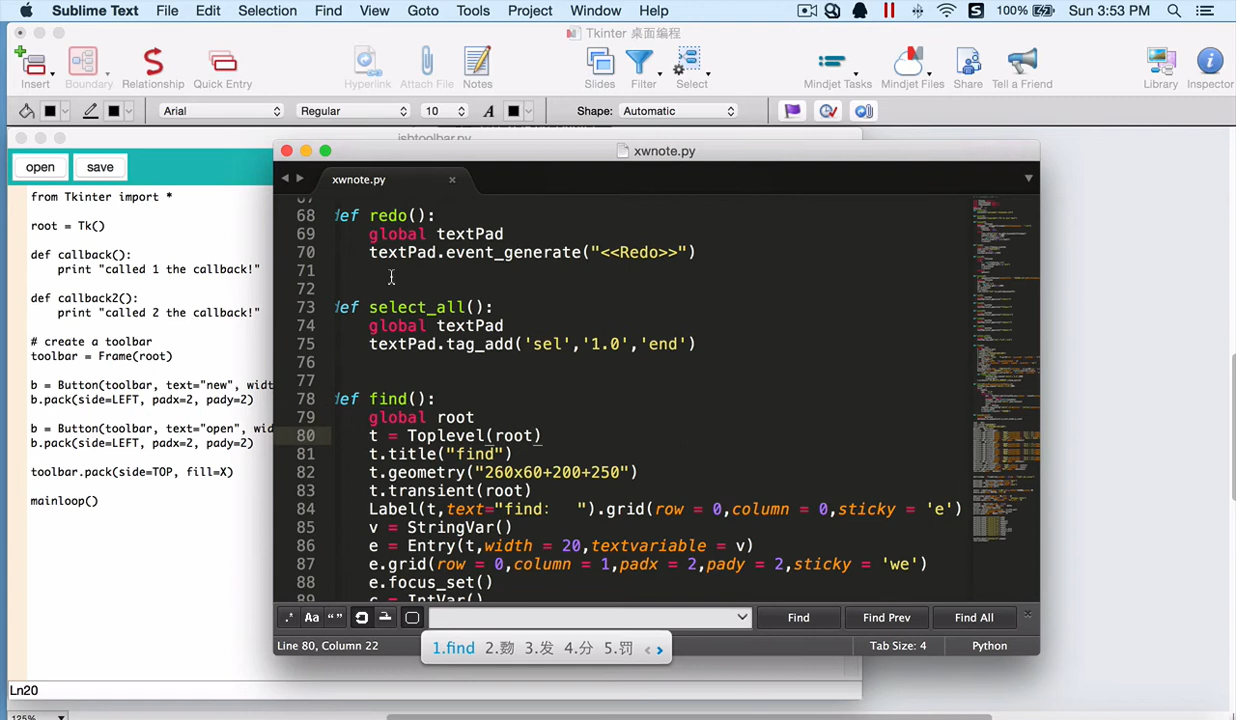 Sublime Text File Edit Selection Find View Goto Tools Project Window Help 100% Sun 3:53 PM
Tkinter 桌面编程
Insert Boundary Relationship Quick Entry Hyperlink Attach File Notes Slides Filter Select Mindjet Tasks Mindjet Files Share Tell a Friend Library Inspector
Arial Regular 10 A Shape: Automatic
open save
from Tkinter import *
root = Tk()
def callback():
print "called 1 the callback!"
def callback2():
print "called 2 the callback!"
# create a toolbar
toolbar = Frame(root)
b = Button(toolbar, text="new", widt
b.pack(side=LEFT, padx=2, pady=2)
b = Button(toolbar, text="open", wid
b.pack(side=LEFT, padx=2, pady=2)
toolbar.pack(side=TOP, fill=X)
mainloop()
Ln20
125%
xwnote.py
xwnote.py
68 def redo():
69 global textPad
70 textPad.event_generate("<<Redo>>")
71
72
73 def select_all():
74 global textPad
75 textPad.tag_add('sel','1.0','end')
76
77
78 def find():
79 global root
80 t = Toplevel(root)
81 t.title("find")
82 t.geometry("260x60+200+250")
83 t.transient(root)
84 Label(t,text="find: ").grid(row = 0,column = 0,sticky = 'e')
85 v = StringVar()
86 e = Entry(t,width = 20,textvariable = v)
87 e.grid(row = 0,column = 1,padx = 2,pady = 2,sticky = 'we')
88 e.focus_set()
c = IntVar()
.* Aa “ ” Find Find Prev Find All
1.find 3.发 4.分 5.罚
Line 80, Column 22 Tab Size: 4 Python